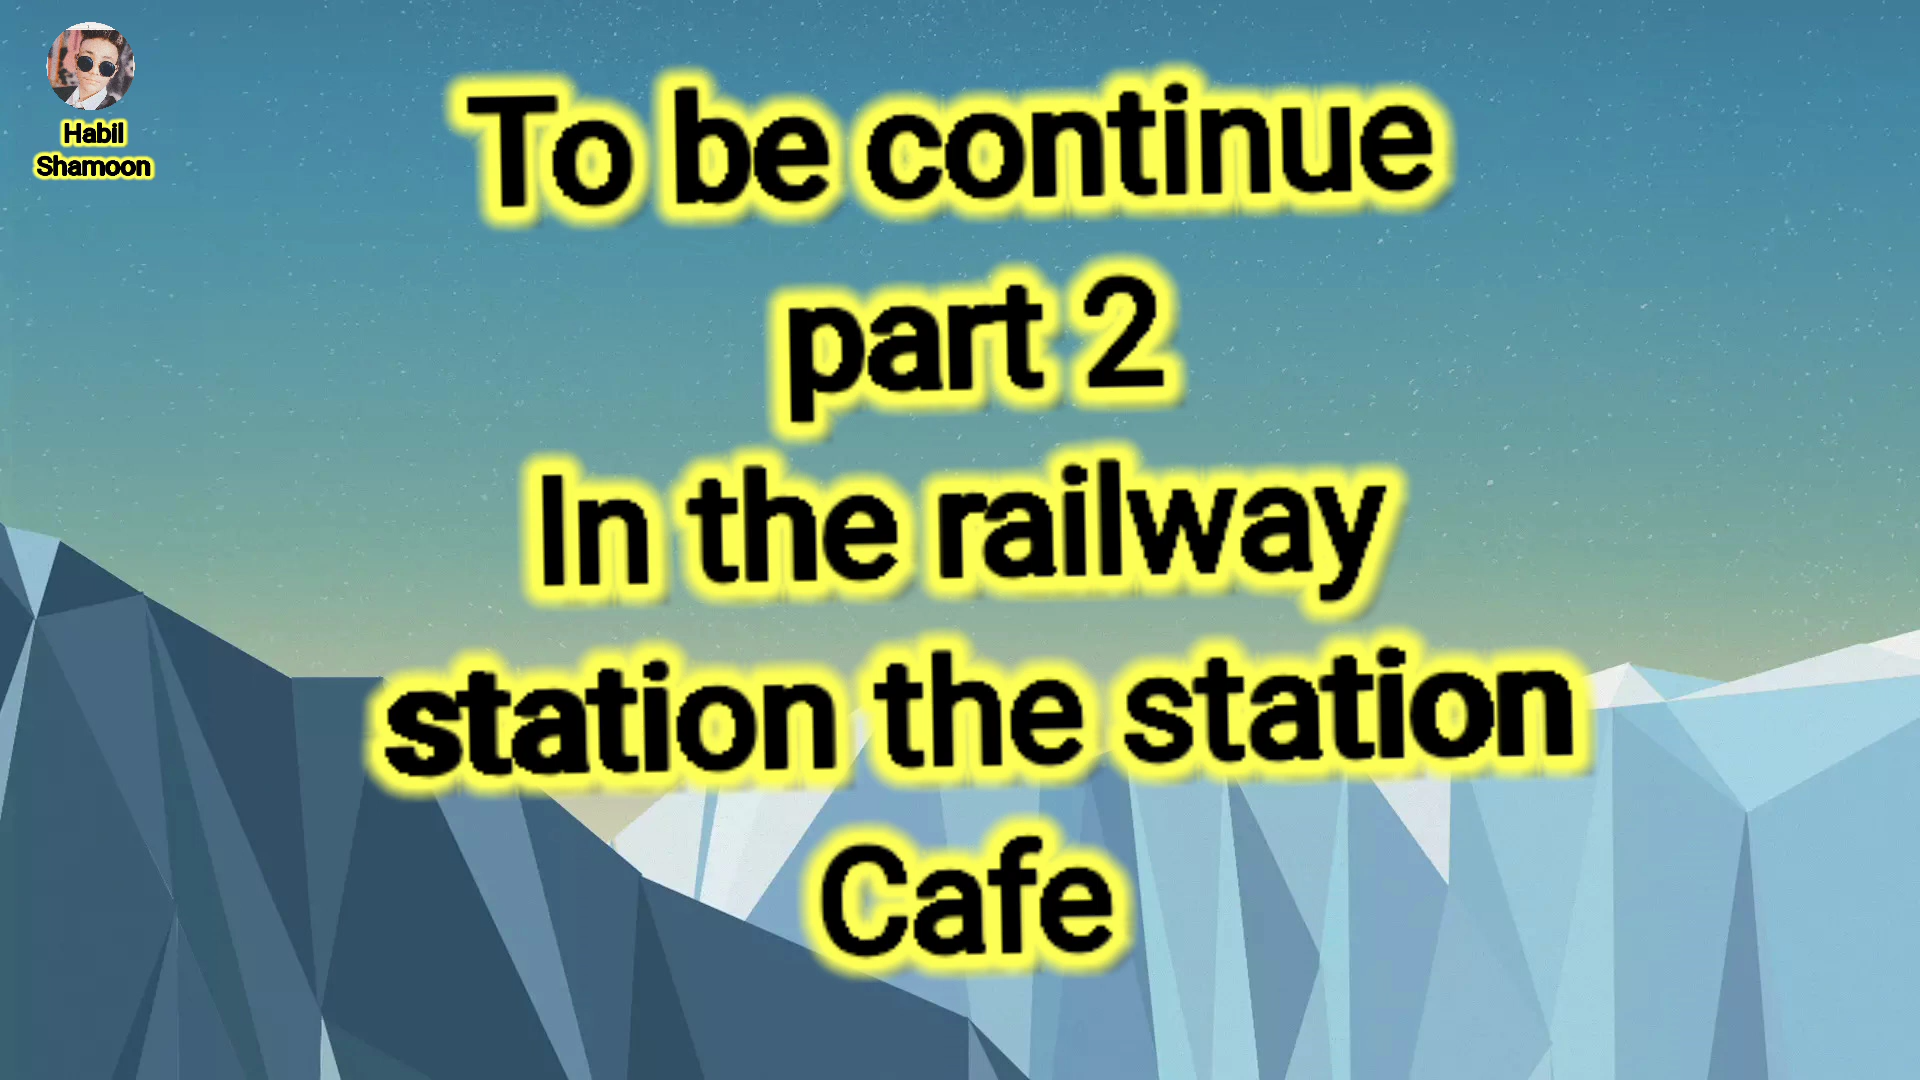 Habil
Shamoon
To be continue
part 2
In the railway
station the station
Cafe